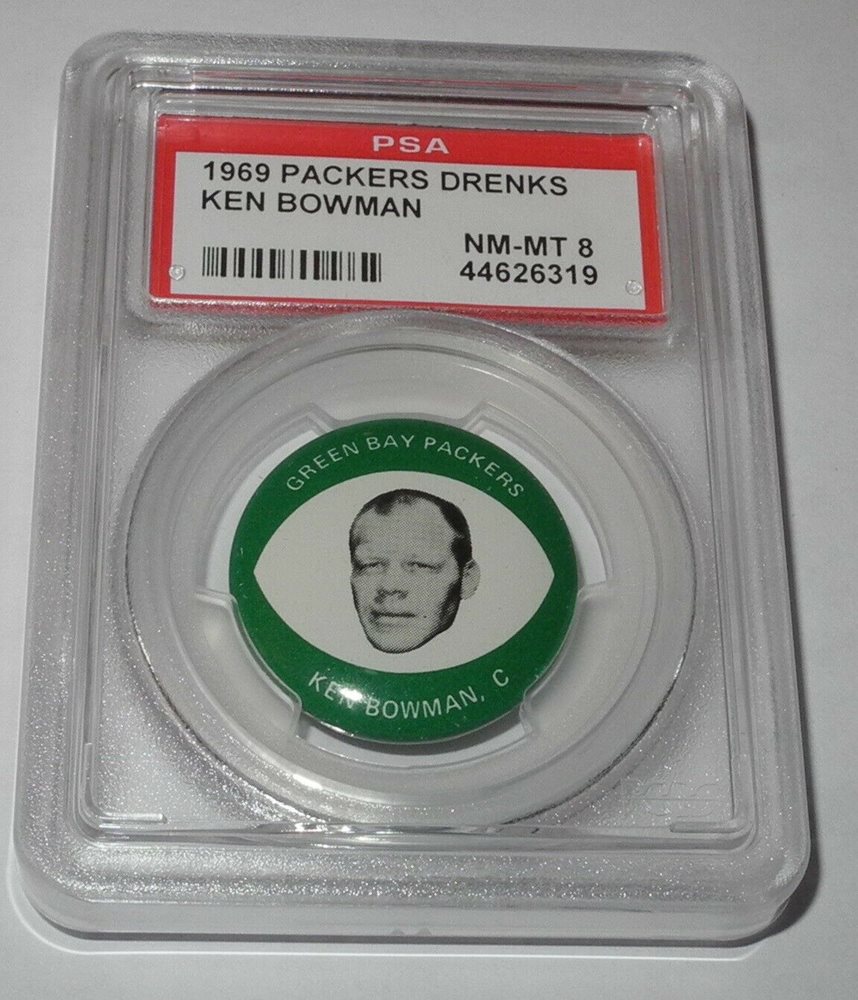 PSA
1969 PACKERS DRENKS
KEN BOWMAN
NM-MT 8
44626319
GREEN BAY PACKERS
KEN BOWMAN, C